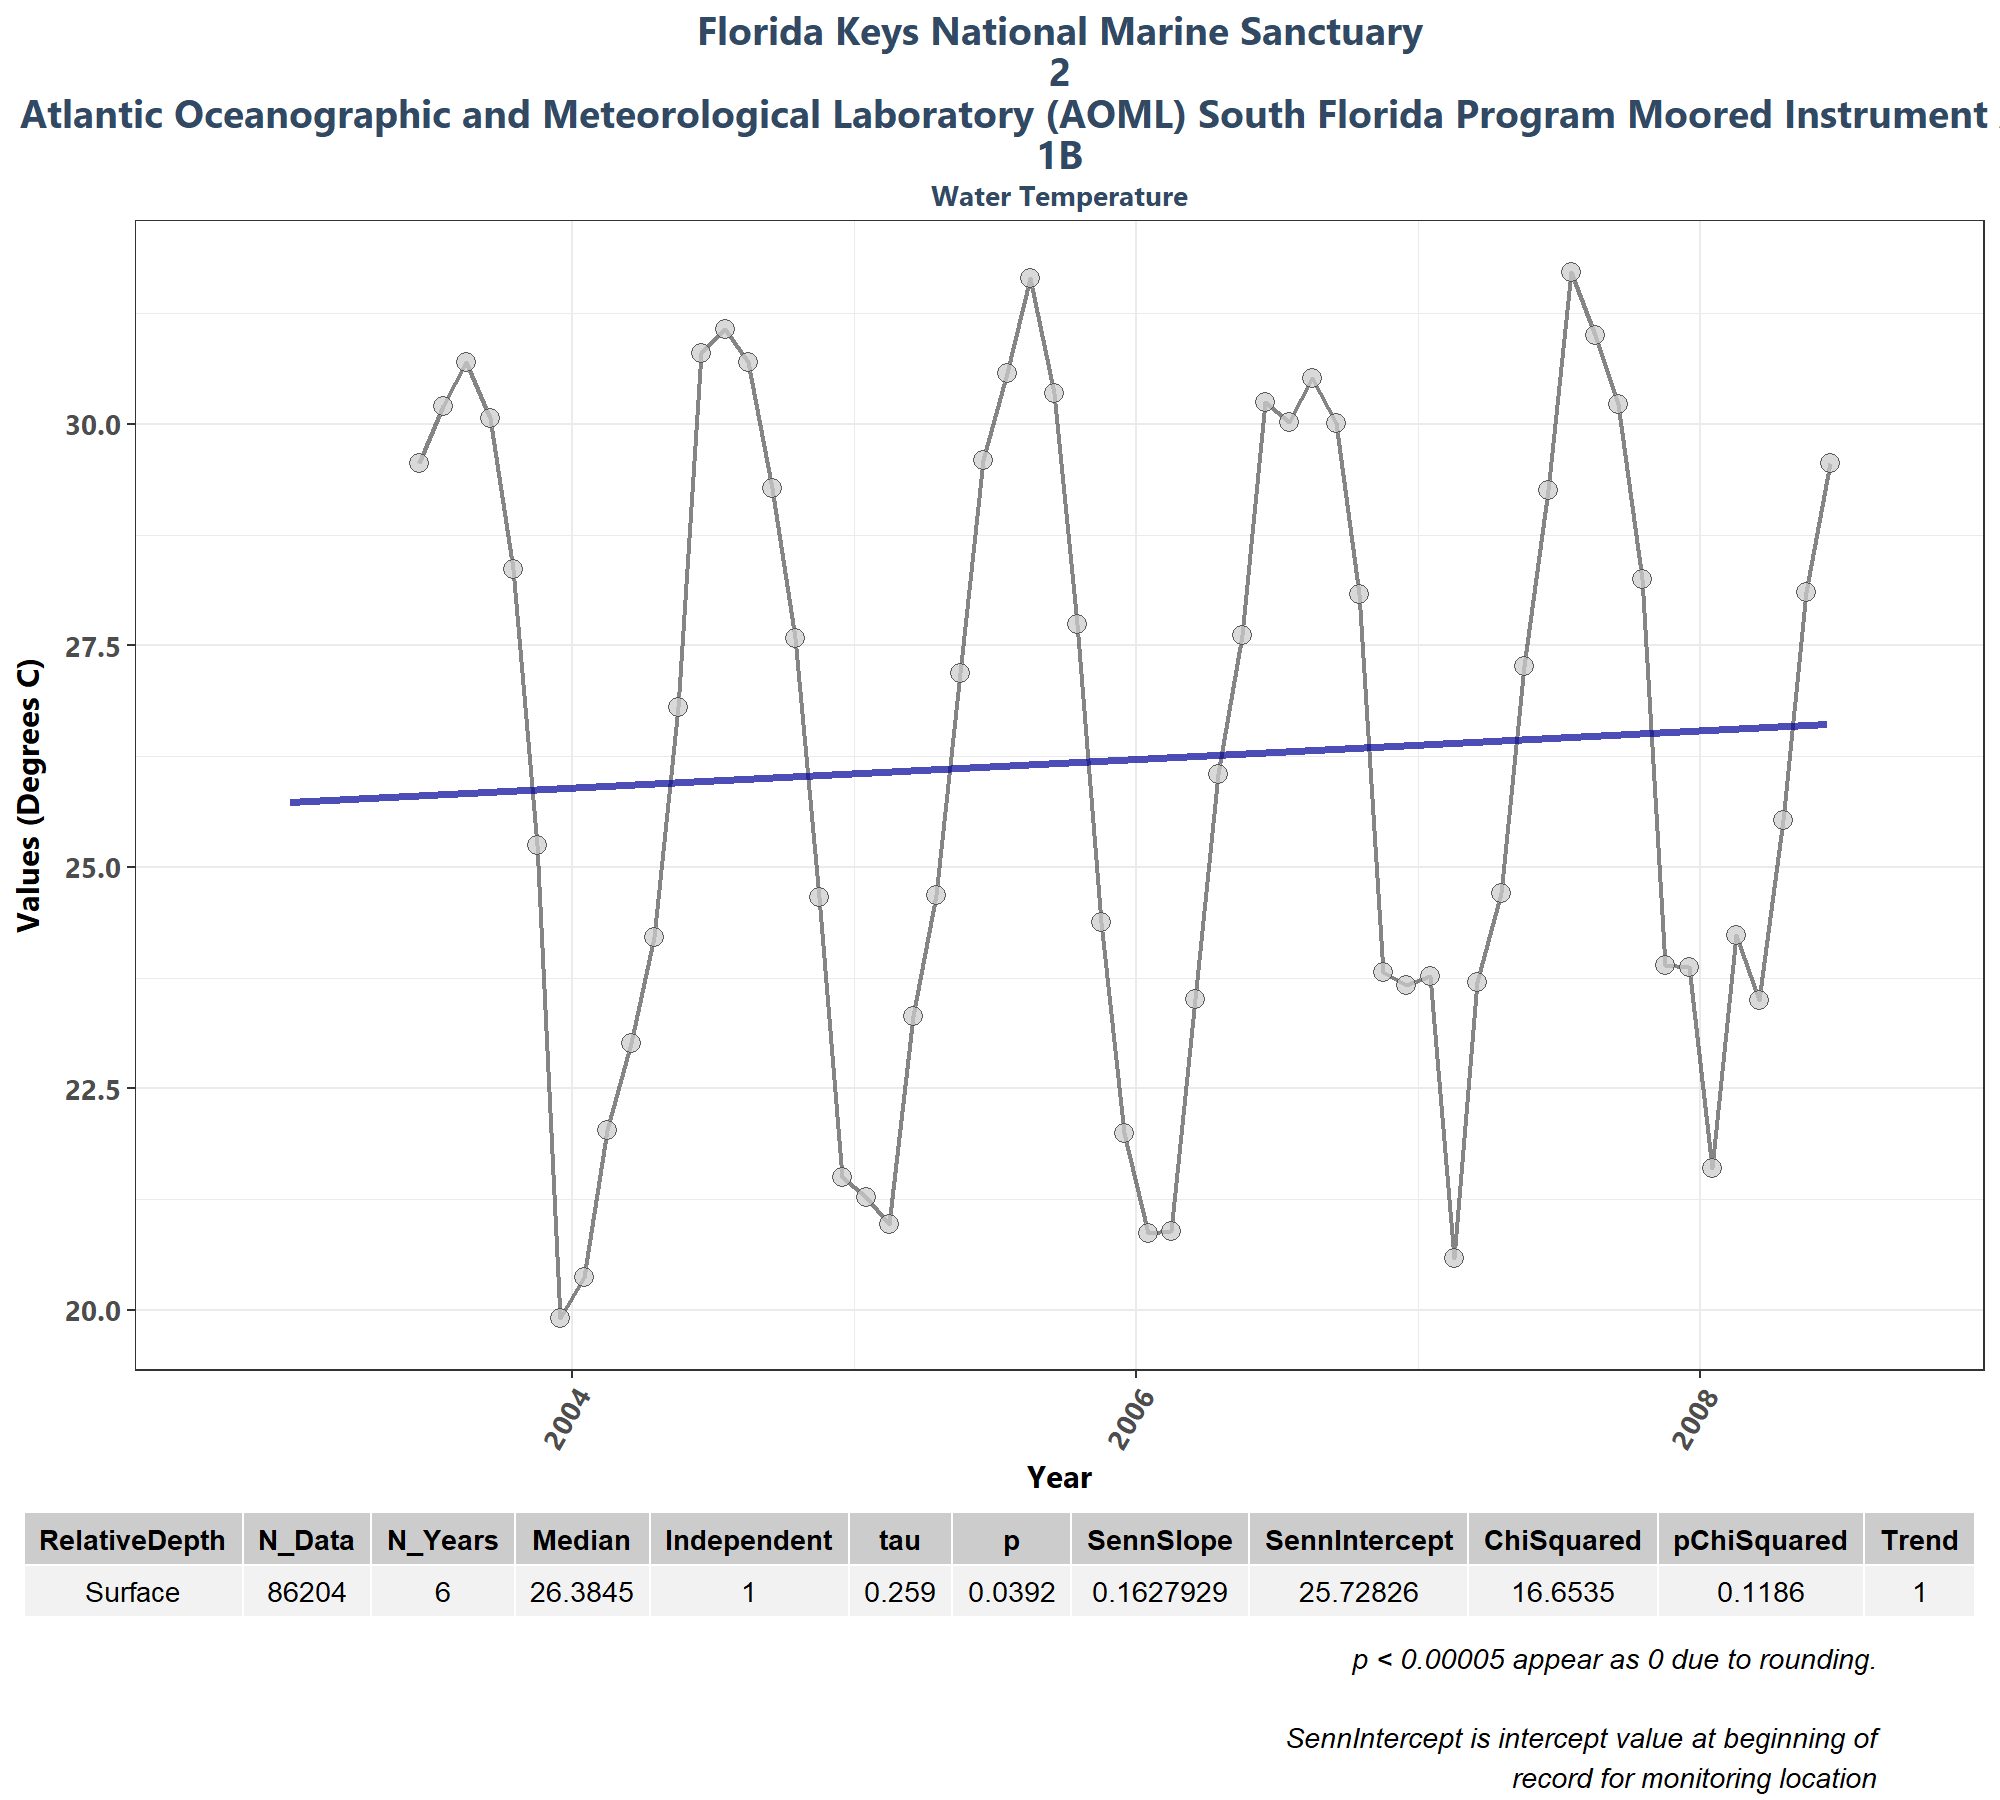 Florida Keys National Marine Sanctuary
2
Atlantic Oceanographic and Meteorological Laboratory (AOML) South Florida Program Moored Instrument
1B
Water Temperature
Values (Degrees C)
30.0
27.5
25.0
22.5
20.0
2004 2006 2008
Year
RelativeDepth N_Data N_Years Median Independent tau p SennSlope SennIntercept ChiSquared pChiSquared Trend
Surface 86204 6 26.3845 1 0.259 0.0392 0.1627929 25.72826 16.6535 0.1186 1
p < 0.00005 appear as 0 due to rounding.
SennIntercept is intercept value at beginning of
record for monitoring location